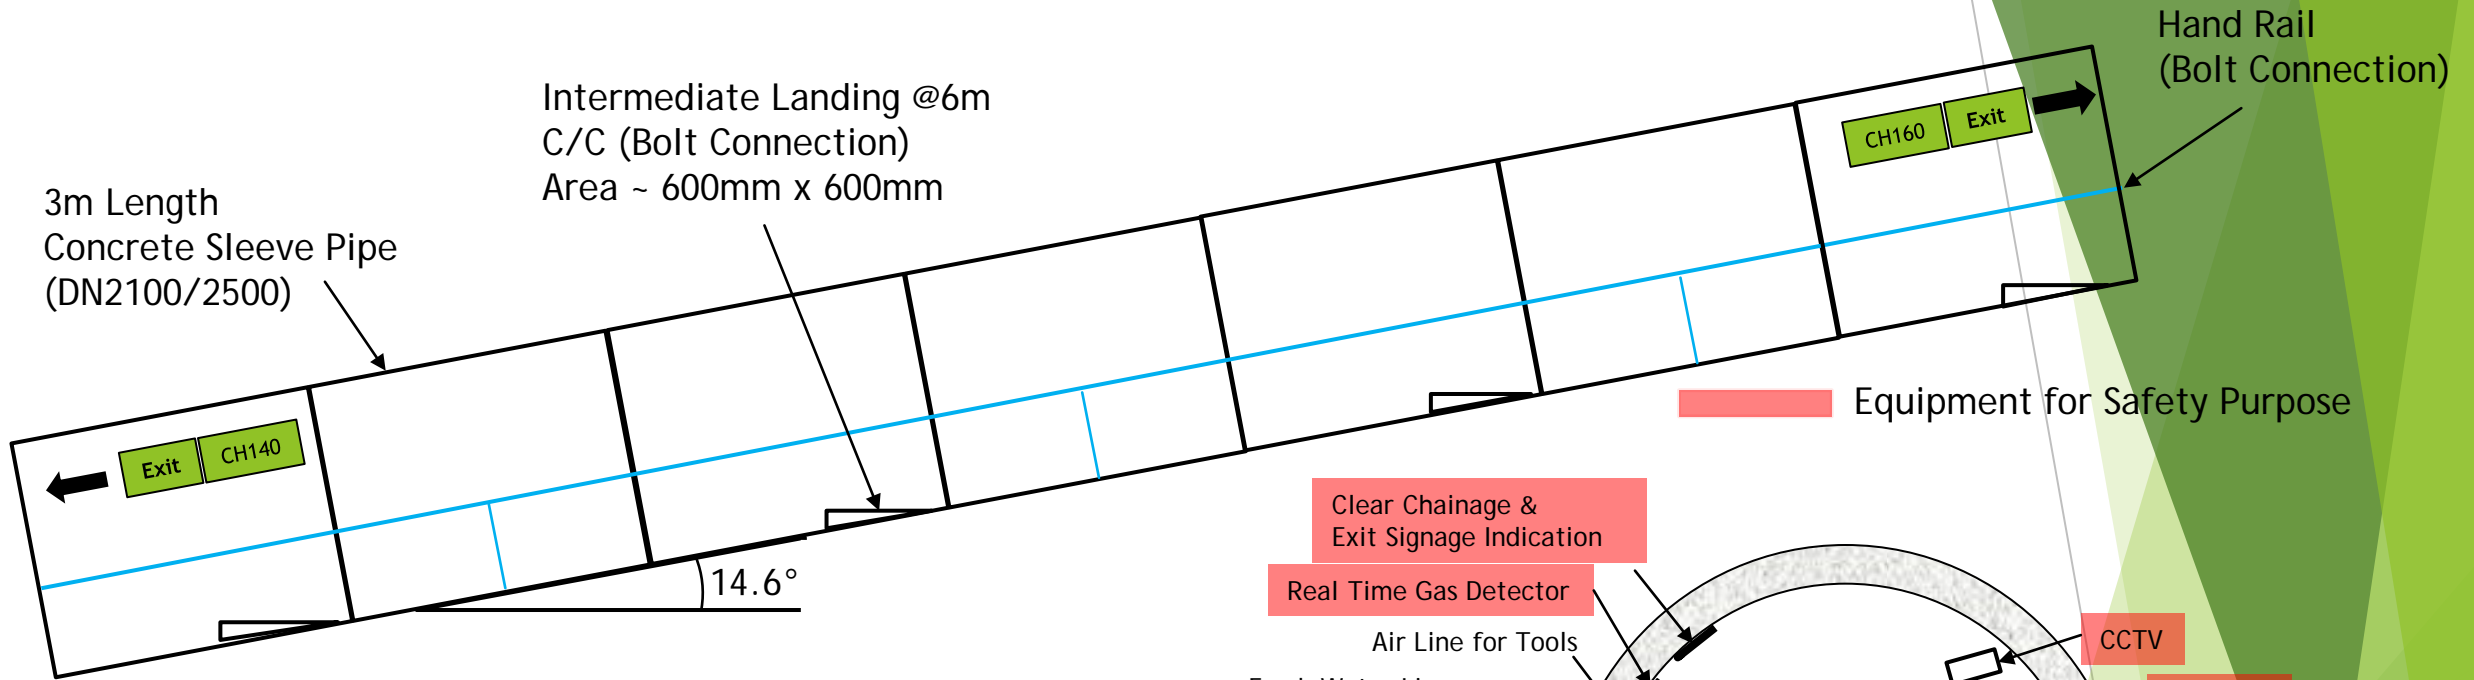 Hand Rail
(Bolt Connection)
Intermediate Landing @6m
C/C (Bolt Connection)
Area ~ 600mm x 600mm
CH160
Exit
3m Length
Concrete Sleeve Pipe
(DN2100/2500)
Equipment for Safety Purpose
Exit
CH140
14.6°
Clear Chainage &
Exit Signage Indication
Real Time Gas Detector
Air Line for Tools
CCTV